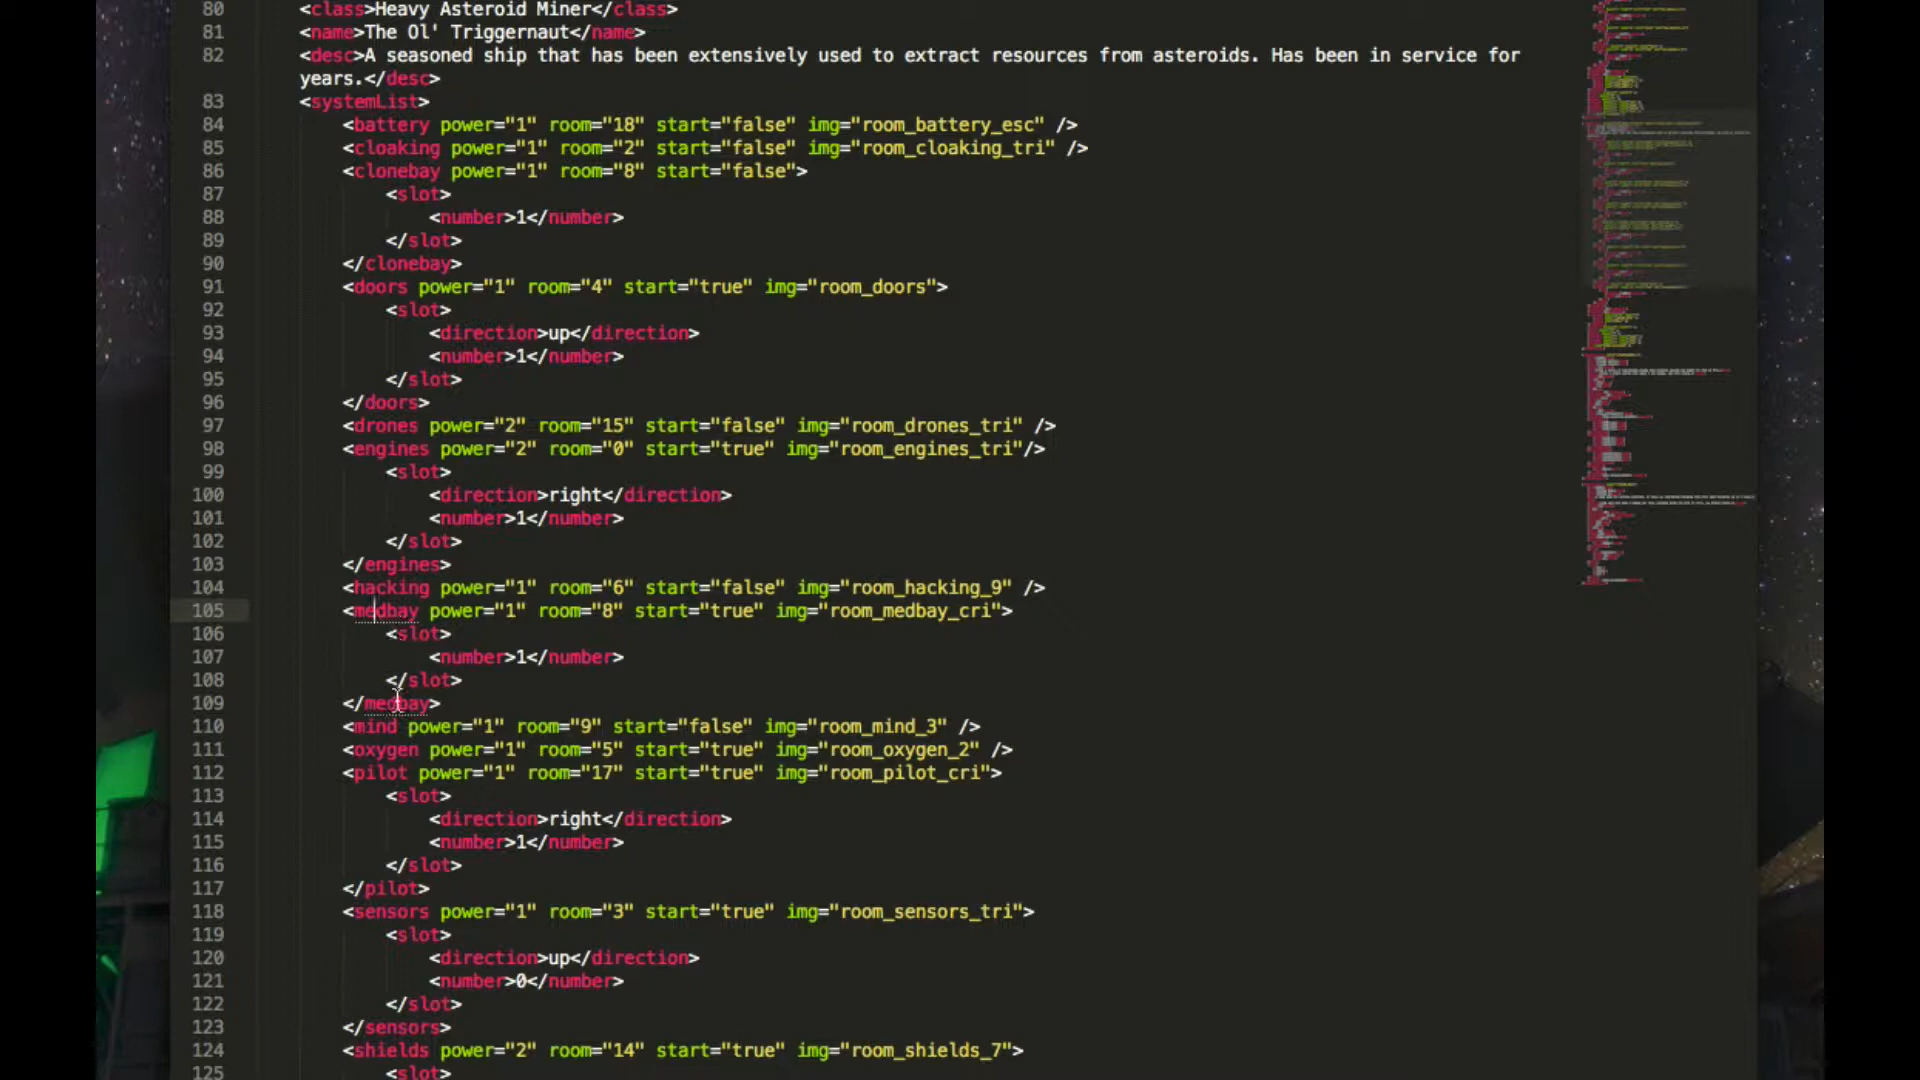 80 <class>Heavy Asteroid Miner</class>
81 <name>The Ol' Triggernaut</name>
82 <desc>A seasoned ship that has been extensively used to extract resources from asteroids. Has been in service for
years.</desc>
83 <systemList>
84 <battery power="1" room="18" start="false" img="room_battery_esc" />
85 <cloaking power="1" room="2" start="false" img="room_cloaking_tri" />
86 <clonebay power="1" room="8" start="false">
87 <slot>
88 <number>1</number>
89 </slot>
90 </clonebay>
91 <doors power="1" room="4" start="true" img="room_doors">
92 <slot>
93 <direction>up</direction>
94 <number>1</number>
95 </slot>
96 </doors>
97 <drones power="2" room="15" start="false" img="room_drones_tri" />
98 <engines power="2" room="0" start="true" img="room_engines_tri"/>
99 <slot>
100 <direction>right</direction>
101 <number>1</number>
102 </slot>
103 </engines>
104 <hacking power="1" room="6" start="false" img="room_hacking_9" />
105 <medbay power="1" room="8" start="true" img="room_medbay_cri">
106 <slot>
107 <number>1</number>
108 </slot>
109 </medbay>
110 <mind power="1" room="9" start="false" img="room_mind_3" />
111 <oxygen power="1" room="5" start="true" img="room_oxygen_2" />
112 <pilot power="1" room="17" start="true" img="room_pilot_cri">
113 <slot>
114 <direction>right</direction>
115 <number>1</number>
116 </slot>
117 </pilot>
118 <sensors power="1" room="3" start="true" img="room_sensors_tri">
119 <slot>
120 <direction>up</direction>
121 <number>0</number>
122 </slot>
123 </sensors>
124 <shields power="2" room="14" start="true" img="room_shields_7">
125 <slot>